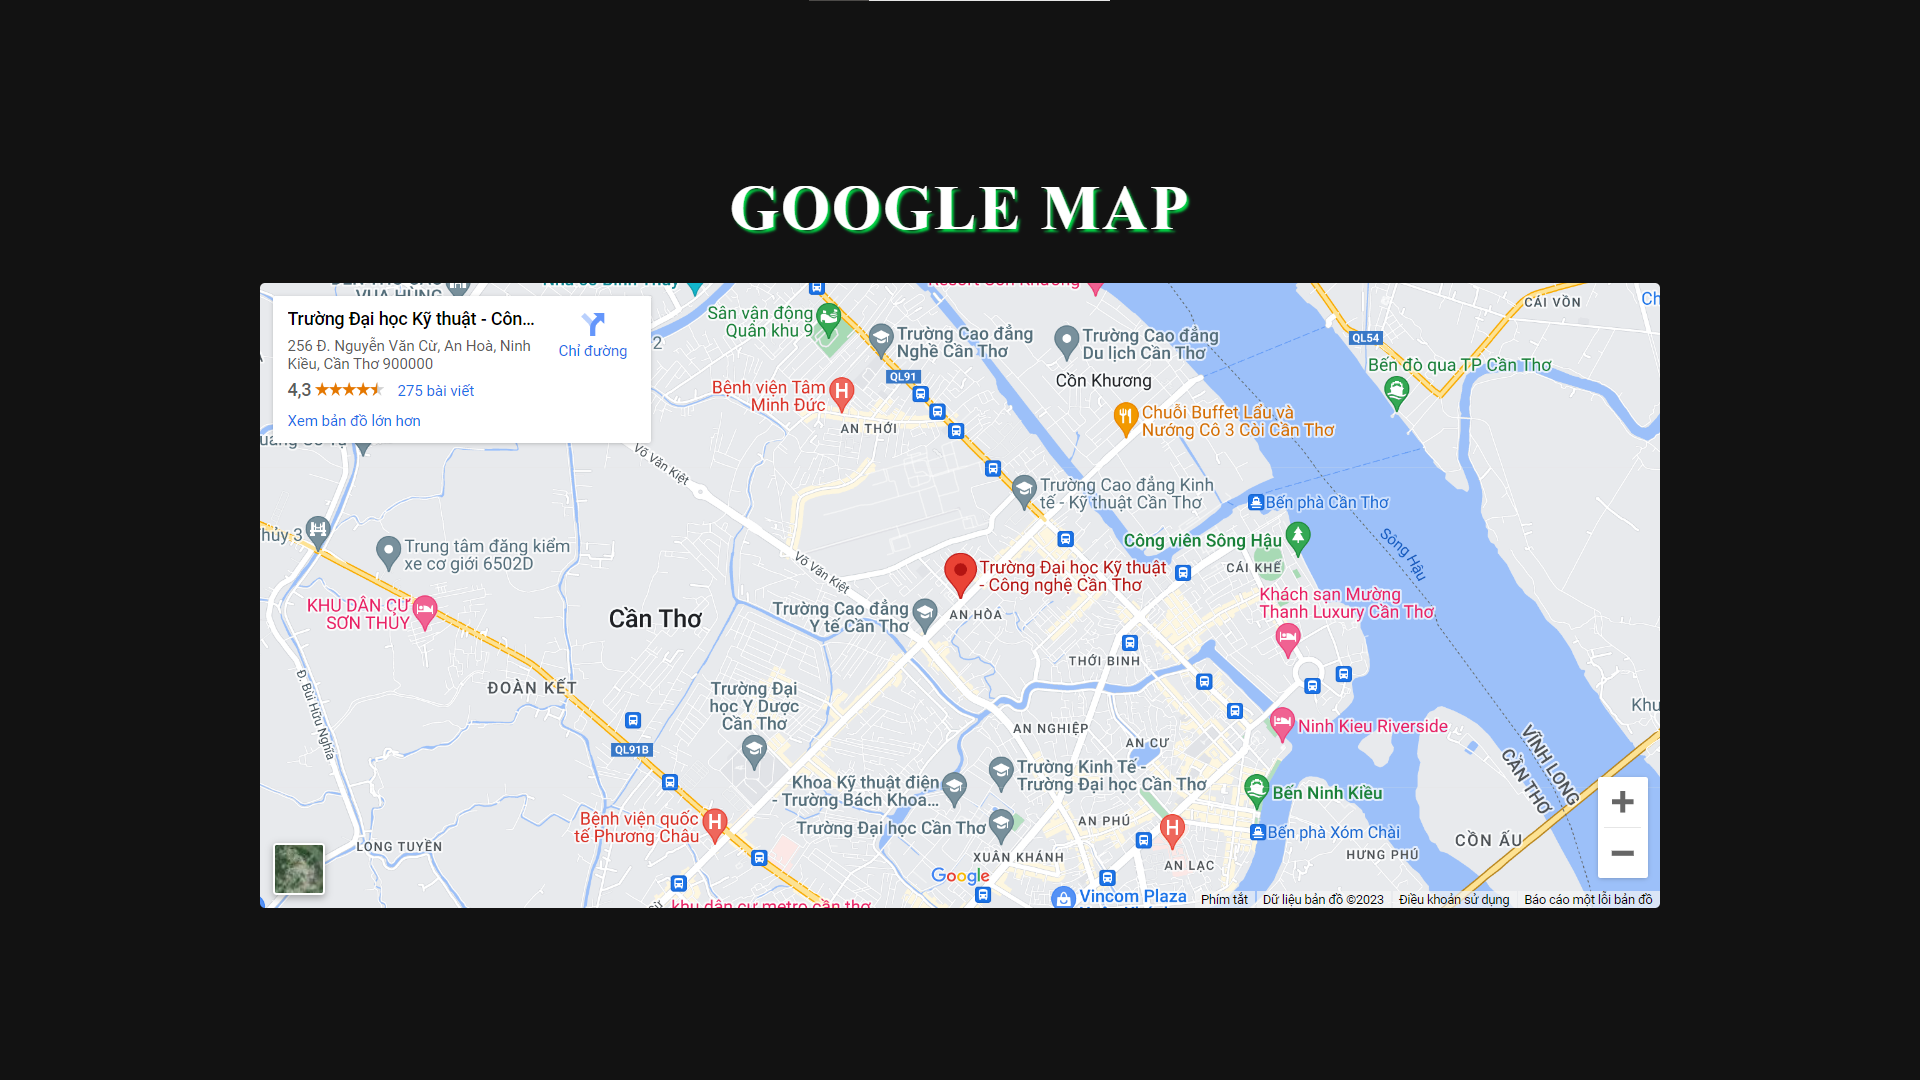 GOOGLE MAP
Trường Đại học Kỹ thuật - Côn...
256 Đ. Nguyễn Văn Cừ, An Hoà, Ninh
Kiều, Cần Thơ 900000
4,3
275 bài viết
Xem bản đồ lớn hơn
Chỉ đường
Sân vận động
Quân khu 9
Trường Cao đẳng
Nghề Cần Thơ
Trường Cao đẳng
Du lịch Cần Thơ
CÁI VỒN
QL54
Bến đò qua TP Cần Thơ
QL91
Cồn Khương
Bệnh viện Tâm
Minh Đức
AN THỚI
Chuỗi Buffet Lẩu và
Nướng Cô 3 Còi Cần Thơ
Võ Văn Kiệt
Trường Cao đẳng Kinh
tế - Kỹ thuật Cần Thơ
Bến phà Cần Thơ
Sông Hậu
Công viên Sông Hậu
CÁI KHẾ
Trung tâm đăng kiểm
xe cơ giới 6502D
Võ Văn Kiệt
Trường Đại học Kỹ thuật
- Công nghệ Cần Thơ
KHU DÂN CƯ
SƠN THỦY
Cần Thơ
Trường Cao đẳng
Y tế Cần Thơ
AN HÒA
Khách sạn Mường
Thanh Luxury Cần Thơ
THỚI BÌNH
Đ. Bùi Hữu Nghĩa
ĐOÀN KẾT
Trường Đại
học Y Dược
Cần Thơ
QL91B
AN NGHIỆP
AN CƯ
Ninh Kieu Riverside
Khu
VĨNH LONG
CẦN THƠ
Khoa Kỹ thuật điện
- Trường Bách Khoa...
Trường Kinh Tế -
Trường Đại học Cần Thơ
Bến Ninh Kiều
Bệnh viện quốc
tế Phương Châu
Trường Đại học Cần Thơ
AN PHÚ
Bến phà Xóm Chài
CỒN ẤU
LONG TUYỀN
XUÂN KHÁNH
AN LẠC
HƯNG PHÚ
Google
khu dân cư metro cần thơ
Vincom Plaza
Phím tắt
Dữ liệu bản đồ ©2023
Điều khoản sử dụng
Báo cáo một lỗi bản đồ